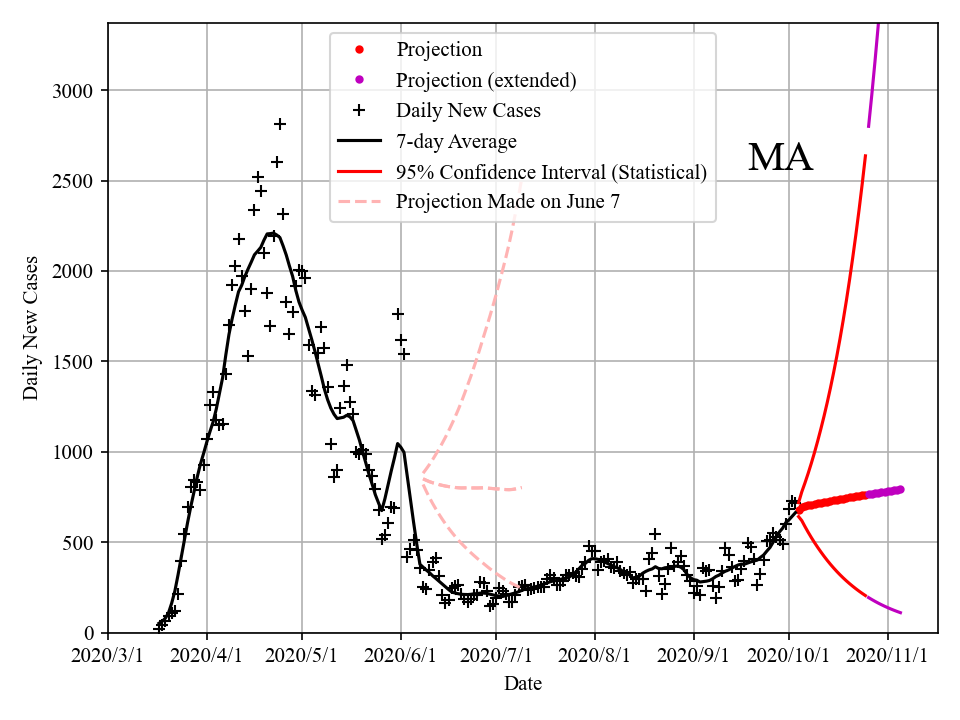 Projection
Projection (extended)
Daily New Cases
7-day Average
95% Confidence Interval (Statistical)
Projection Made on June 7
MA
3000
2500
2000
1500
1000
500
0
Daily New Cases
2020/3/1 2020/4/1 2020/5/1 2020/6/1 2020/7/1 2020/8/1 2020/9/1 2020/10/1 2020/11/1
Date